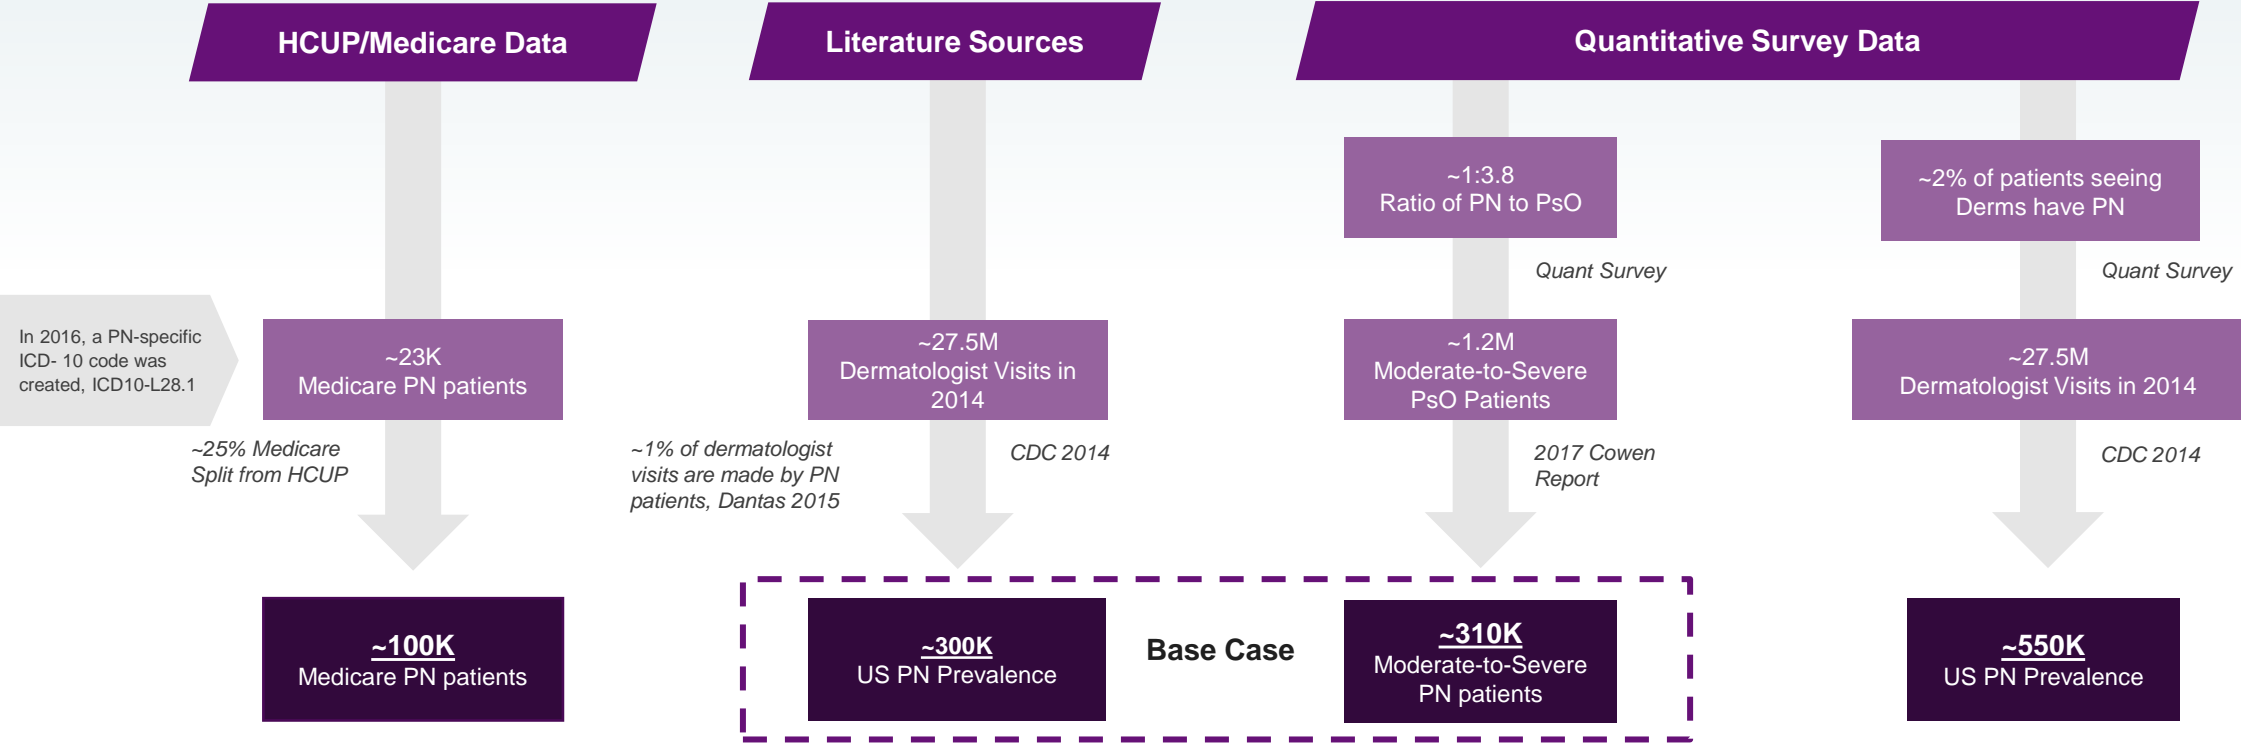 HCUP/Medicare Data
Literature Sources
Quantitative Survey Data
~1:3.8
Ratio of PN to PsO
~2% of patients seeing
Derms have PN
Quant Survey
Quant Survey
In 2016, a PN-specific
ICD- 10 code was
created, ICD10-L28.1
~23K
Medicare PN patients
~27.5M
Dermatologist Visits in
2014
~1.2M
Moderate-to-Severe
PsO Patients
~27.5M
Dermatologist Visits in 2014
~25% Medicare
Split from HCUP
~1% of dermatologist
visits are made by PN
patients, Dantas 2015
CDC 2014
2017 Cowen
Report
CDC 2014
~100K
Medicare PN patients
~300K
US PN Prevalence
Base Case
~310K
Moderate-to-Severe
PN patients
~550K
US PN Prevalence